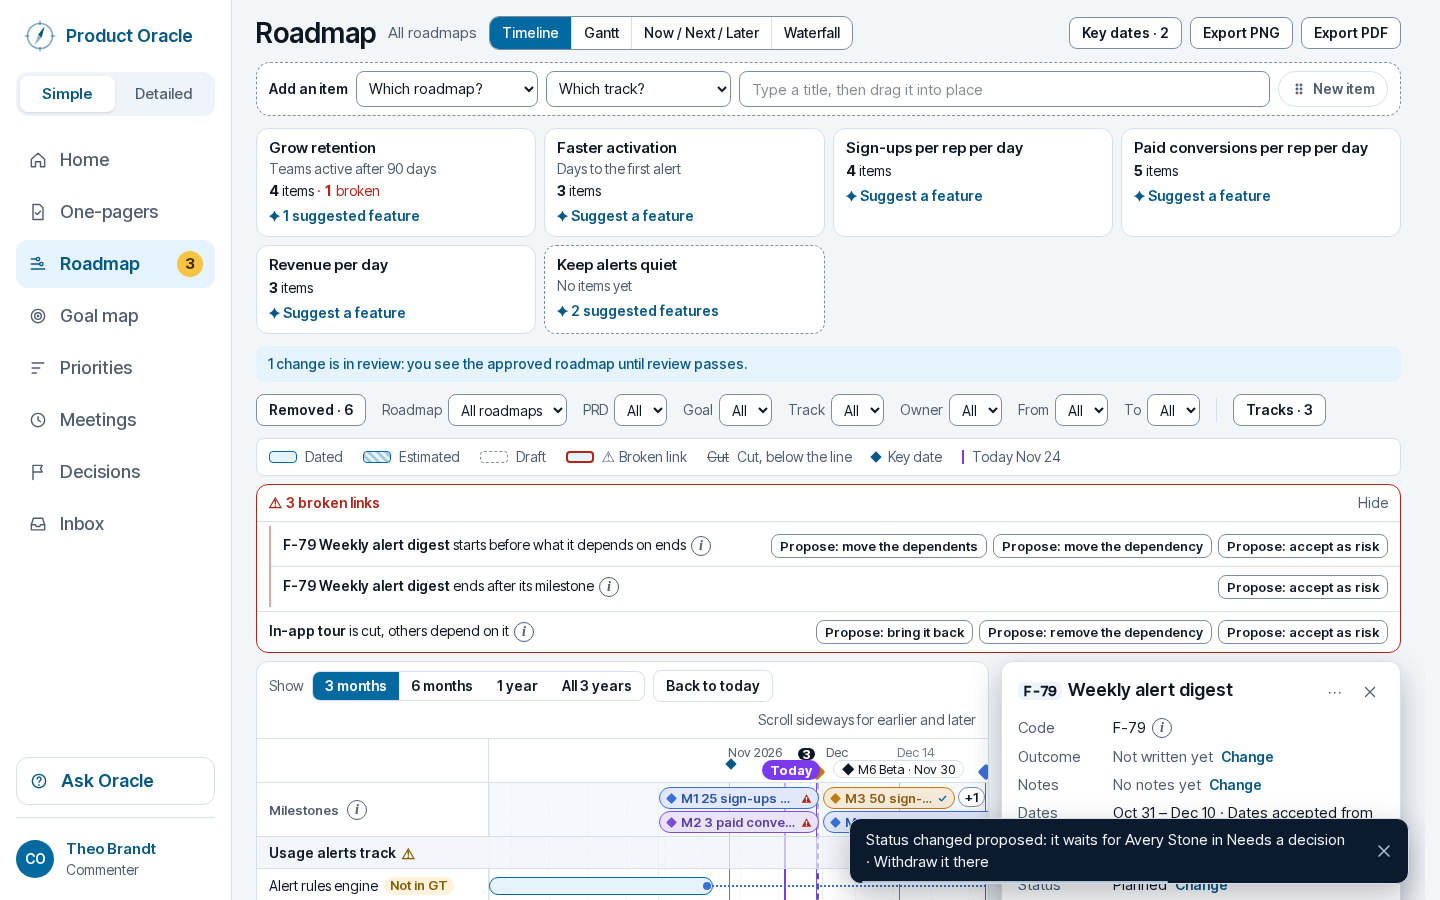 Product Oracle
Simple
Detailed
Home
One-pagers
Roadmap
3
Goal map
Priorities
Meetings
Decisions
Inbox
Ask Oracle
CO
Theo Brandt
Commenter
Roadmap
All roadmaps
Timeline
Gantt
Now / Next / Later
Waterfall
Key dates · 2
Export PNG
Export PDF
Add an item
Which roadmap?
Which track?
Type a title, then drag it into place
New item
Grow retention
Teams active after 90 days
4 items · 1 broken
✦ 1 suggested feature
Faster activation
Days to the first alert
3 items
✦ Suggest a feature
Sign-ups per rep per day
4 items
✦ Suggest a feature
Paid conversions per rep per day
5 items
✦ Suggest a feature
Revenue per day
3 items
✦ Suggest a feature
Keep alerts quiet
No items yet
✦ 2 suggested features
1 change is in review: you see the approved roadmap until review passes.
Removed · 6
Roadmap
All roadmaps
PRD
All
Goal
All
Track
All
Owner
All
From
All
To
All
Tracks · 3
Dated
Estimated
Draft
⚠ Broken link
Cut
Cut, below the line
Key date
Today Nov 24
⚠ 3 broken links
Hide
F-79 Weekly alert digest starts before what it depends on ends i
Propose: move the dependents
Propose: move the dependency
Propose: accept as risk
F-79 Weekly alert digest ends after its milestone i
Propose: accept as risk
In-app tour is cut, others depend on it i
Propose: bring it back
Propose: remove the dependency
Propose: accept as risk
Show
3 months
6 months
1 year
All 3 years
Back to today
Scroll sideways for earlier and later
Nov 2026
3
Dec
Dec 14
Today
M6 Beta · Nov 30
Milestones i
M1 25 sign-ups ...
M3 50 sign-...
+1
M2 3 paid conve...
Usage alerts track ⚠
Alert rules engine
Not in GT
F-79
Weekly alert digest
...
Code
F-79 i
Outcome
Not written yet Change
Notes
No notes yet Change
Dates
Oct 31 – Dec 10 · Dates accepted from
Status changed proposed: it waits for Avery Stone in Needs a decision
· Withdraw it there
Status
Planned Change